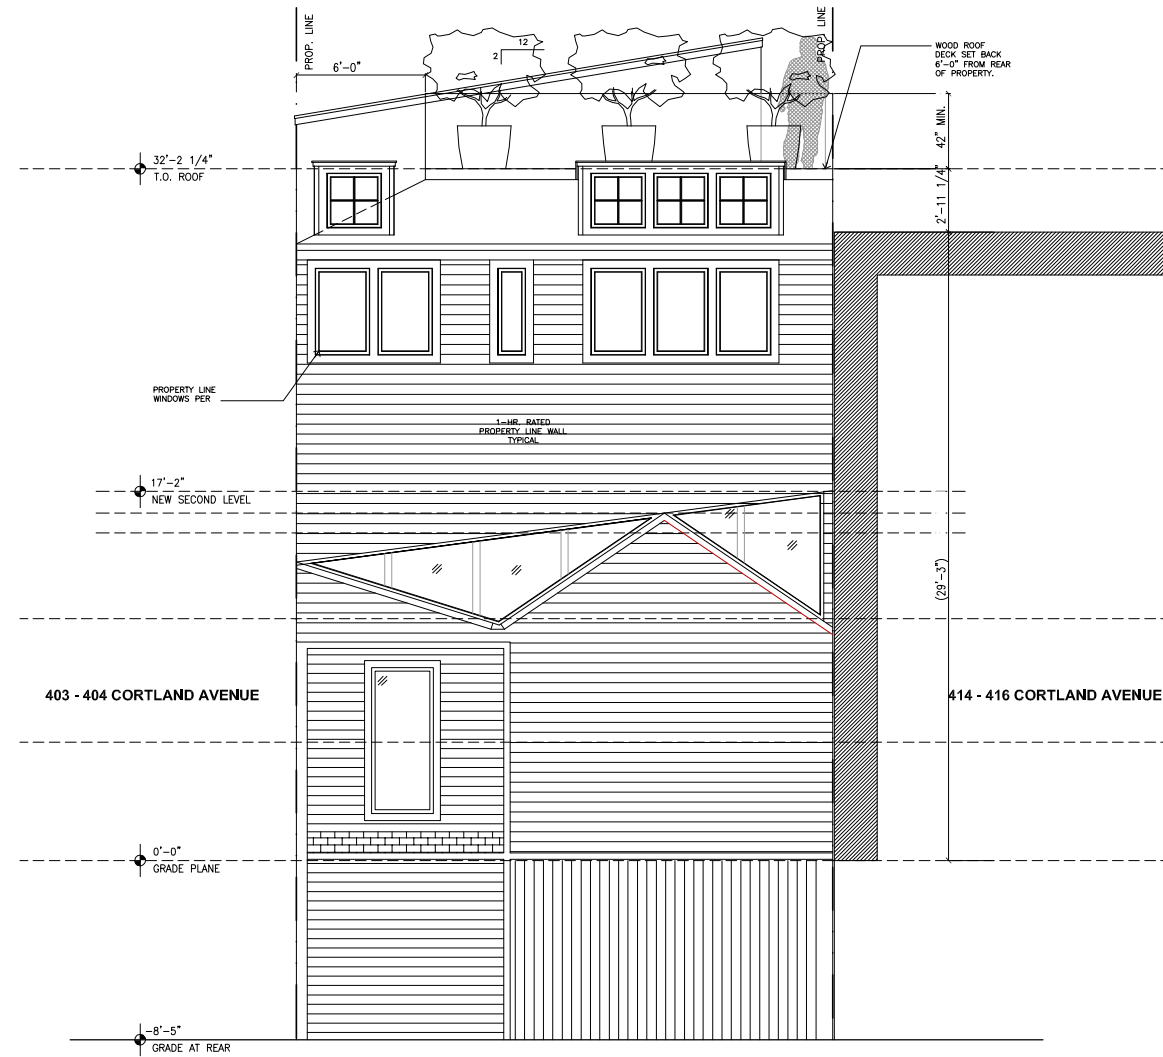 PROP. LINE
PROP. LINE
12
2
6'-0"
WOOD ROOF
DECK SET BACK
6'-0" FROM REAR
OF PROPERTY.
42" MIN.
32'-2 1/4"
T.O. ROOF
2'-11 1/4"
PROPERTY LINE
WINDOWS PER
1-HR. RATED
PROPERTY LINE WALL
TYPICAL
17'-2"
NEW SECOND LEVEL
(29'-3")
403 - 404 CORTLAND AVENUE
414 - 416 CORTLAND AVENUE
0'-0"
GRADE PLANE
-8'-5"
GRADE AT REAR